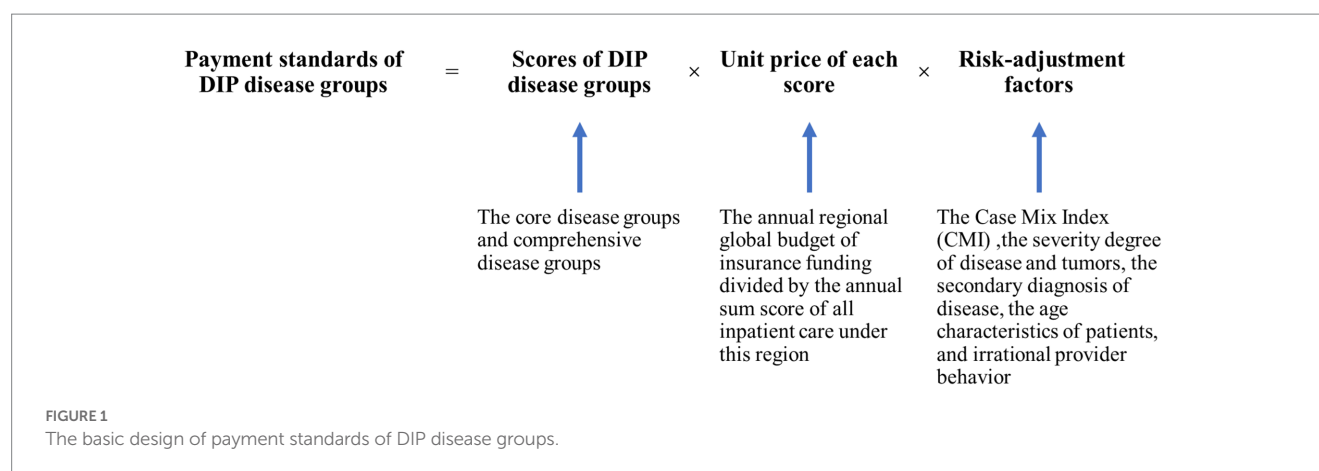 Payment standards of
DIP disease groups
=
Scores of DIP
disease groups
×
Unit price of each
score
×
Risk-adjustment
factors
The core disease groups
and comprehensive
disease groups
The annual regional
global budget of
insurance funding
divided by the annual
sum score of all
inpatient care under
this region
The Case Mix Index
(CMI) ,the severity degree
of disease and tumors, the
secondary diagnosis of
disease, the age
characteristics of patients,
and irrational provider
behavior
FIGURE 1
The basic design of payment standards of DIP disease groups.